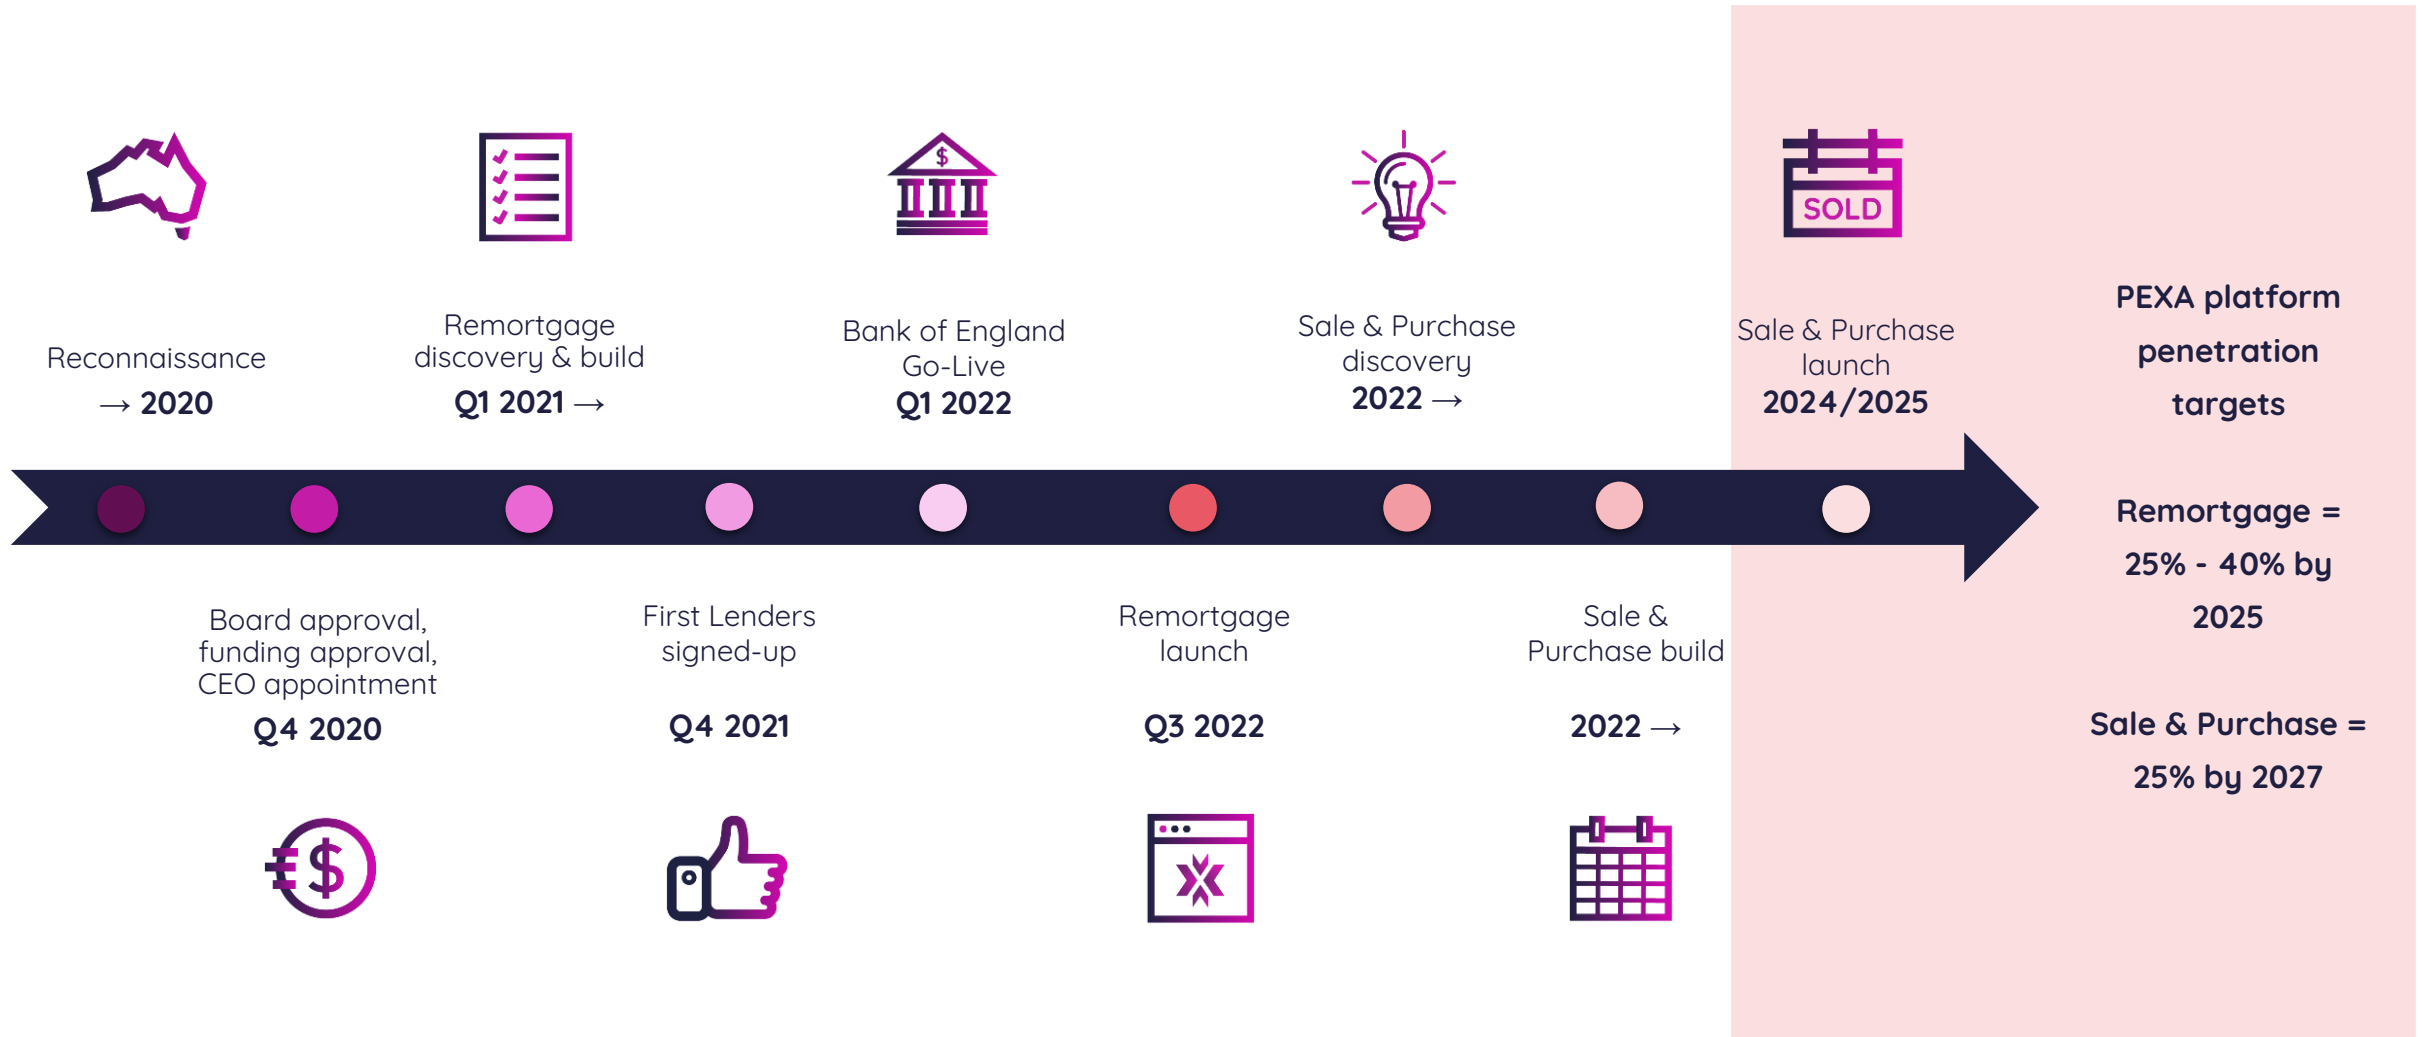 SOLD
Reconnaissance
→ 2020
Remortgage
discovery & build
Q1 2021 →
Bank of England
Go-Live
Q1 2022
Sale & Purchase
discovery
2022 →
Sale & Purchase
launch
2024/2025
Board approval,
funding approval,
CEO appointment
Q4 2020
First Lenders
signed-up
Q4 2021
Remortgage
launch
Q3 2022
Sale &
Purchase build
2022 →
PEXA platform
penetration
targets
Remortgage =
25% - 40% by
2025
Sale & Purchase =
25% by 2027